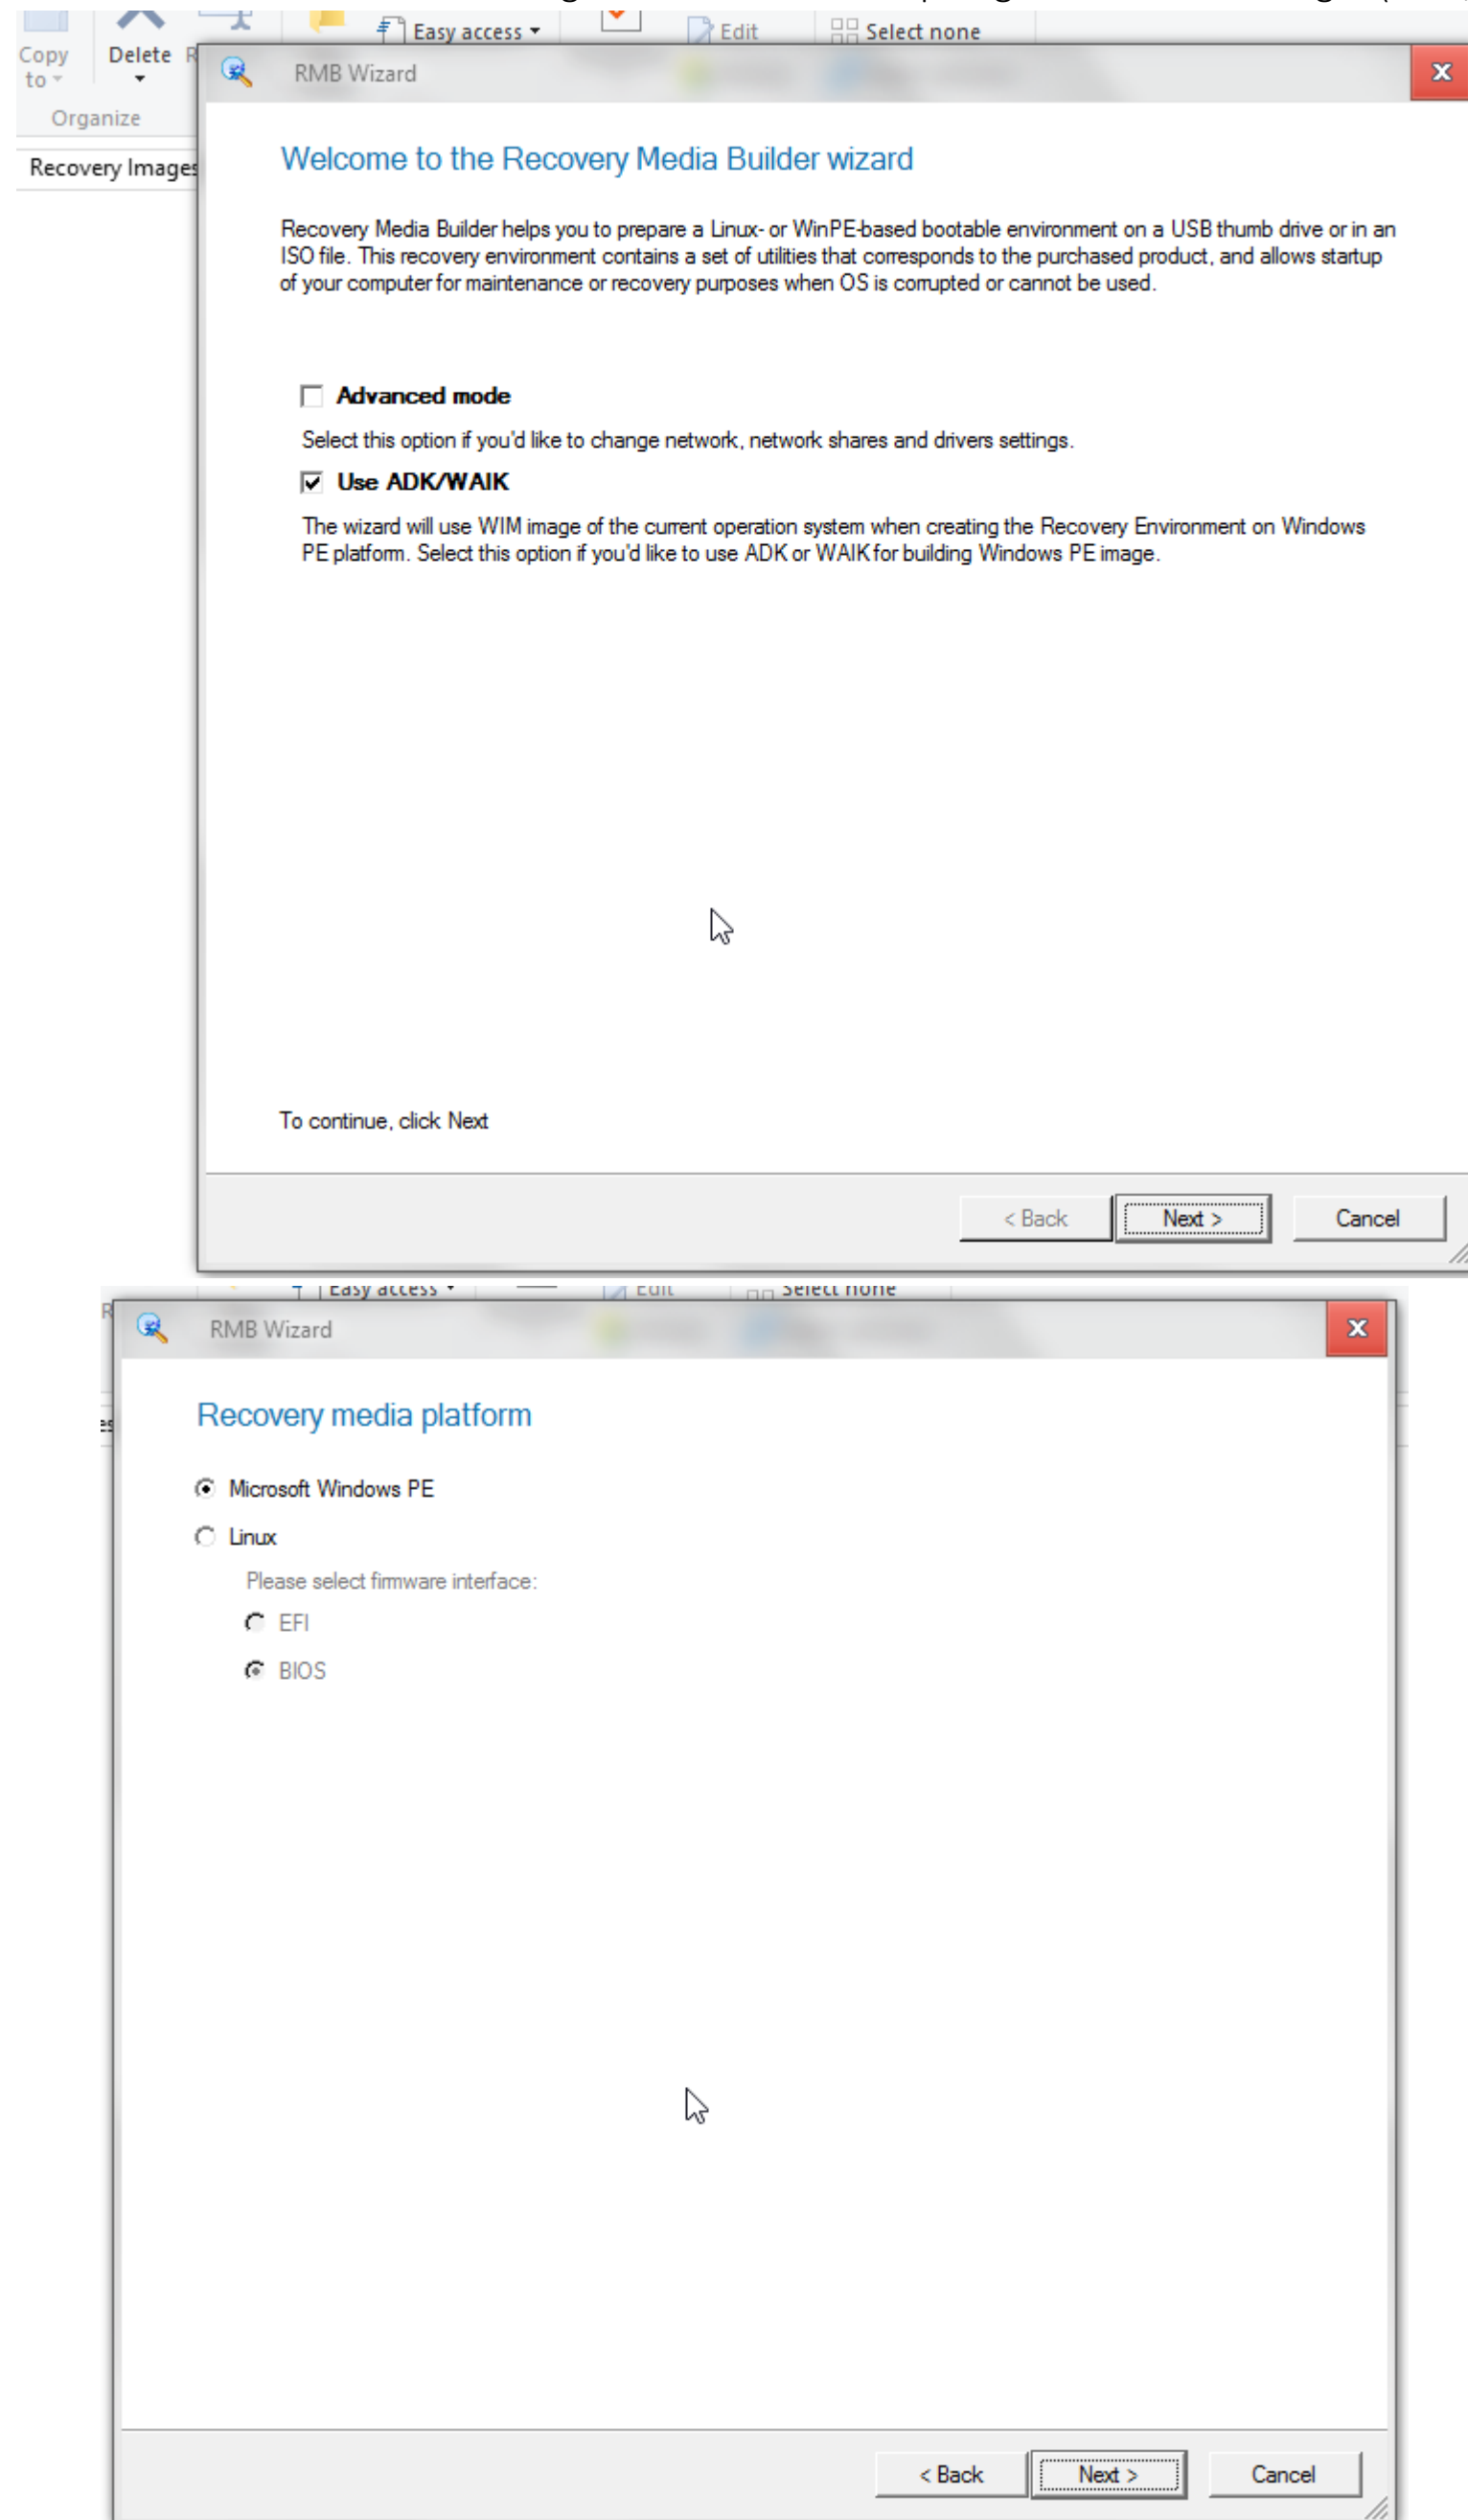 Easy access
Edit
Select none
Copy
to
Delete
R
Organize
RMB Wizard
Recovery Images
Welcome to the Recovery Media Builder wizard
Recovery Media Builder helps you to prepare a Linux- or WinPE-based bootable environment on a USB thumb drive or in an
ISO file. This recovery environment contains a set of utilities that corresponds to the purchased product, and allows startup
of your computer for maintenance or recovery purposes when OS is corrupted or cannot be used.
Advanced mode
Select this option if you'd like to change network, network shares and drivers settings.
Use ADK/WAIK
The wizard will use WIM image of the current operation system when creating the Recovery Environment on Windows
PE platform. Select this option if you'd like to use ADK or WAIK for building Windows PE image.
To continue, click Next
< Back
Next >
Cancel
Easy access
Edit
Select none
R
RMB Wizard
es
Recovery media platform
Microsoft Windows PE
Linux
Please select firmware interface:
EFI
BIOS
< Back
Next >
Cancel